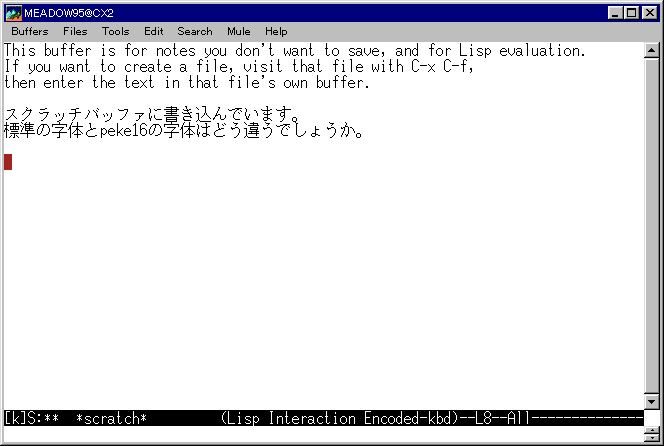 MEADOW95@CX2
Buffers Files Tools Edit Search Mule Help
This buffer is for notes you don't want to save, and for Lisp evaluation.
If you want to create a file, visit that file with C-x C-f,
then enter the text in that file's own buffer.
スクラッチバッファに書き込んでいます。
標準の字体とpeke16の字体はどう違うでしょうか。
[k]S:**  *scratch*        (Lisp Interaction Encoded-kbd)--L8--All--------------